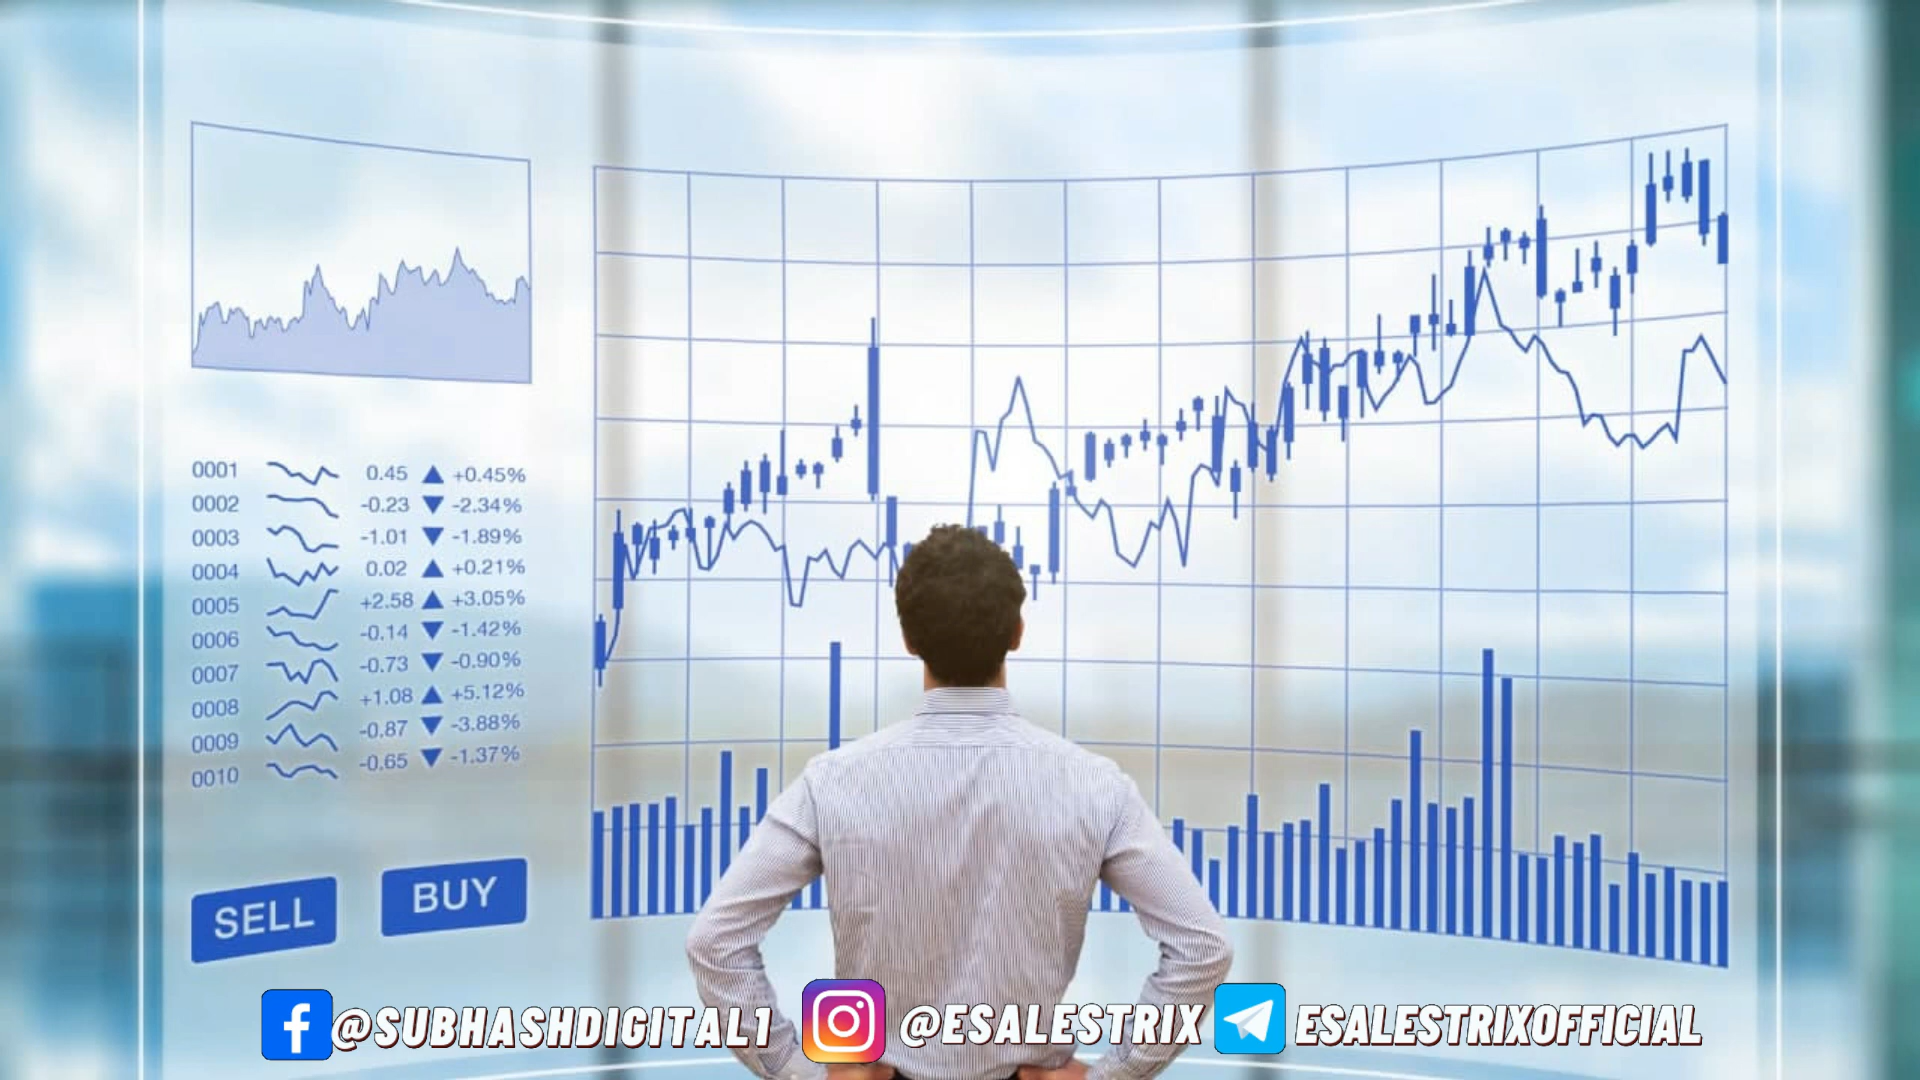 0001 0.45 ▲ +0.45%
0002 -0.23 ▼ -2.34%
0003 -1.01 ▼ -1.89%
0004 0.02 ▲ +0.21%
0005 +2.58 ▲ +3.05%
0006 -0.14 ▼ -1.42%
0007 -0.73 ▼ -0.90%
0008 +1.08 ▲ +5.12%
0009 -0.87 ▼ -3.88%
0010 -0.65 ▼ -1.37%
SELL BUY
@SUBHASHDIGITAL1 @ESALESTRIX ESALESTRIXOFFICIAL